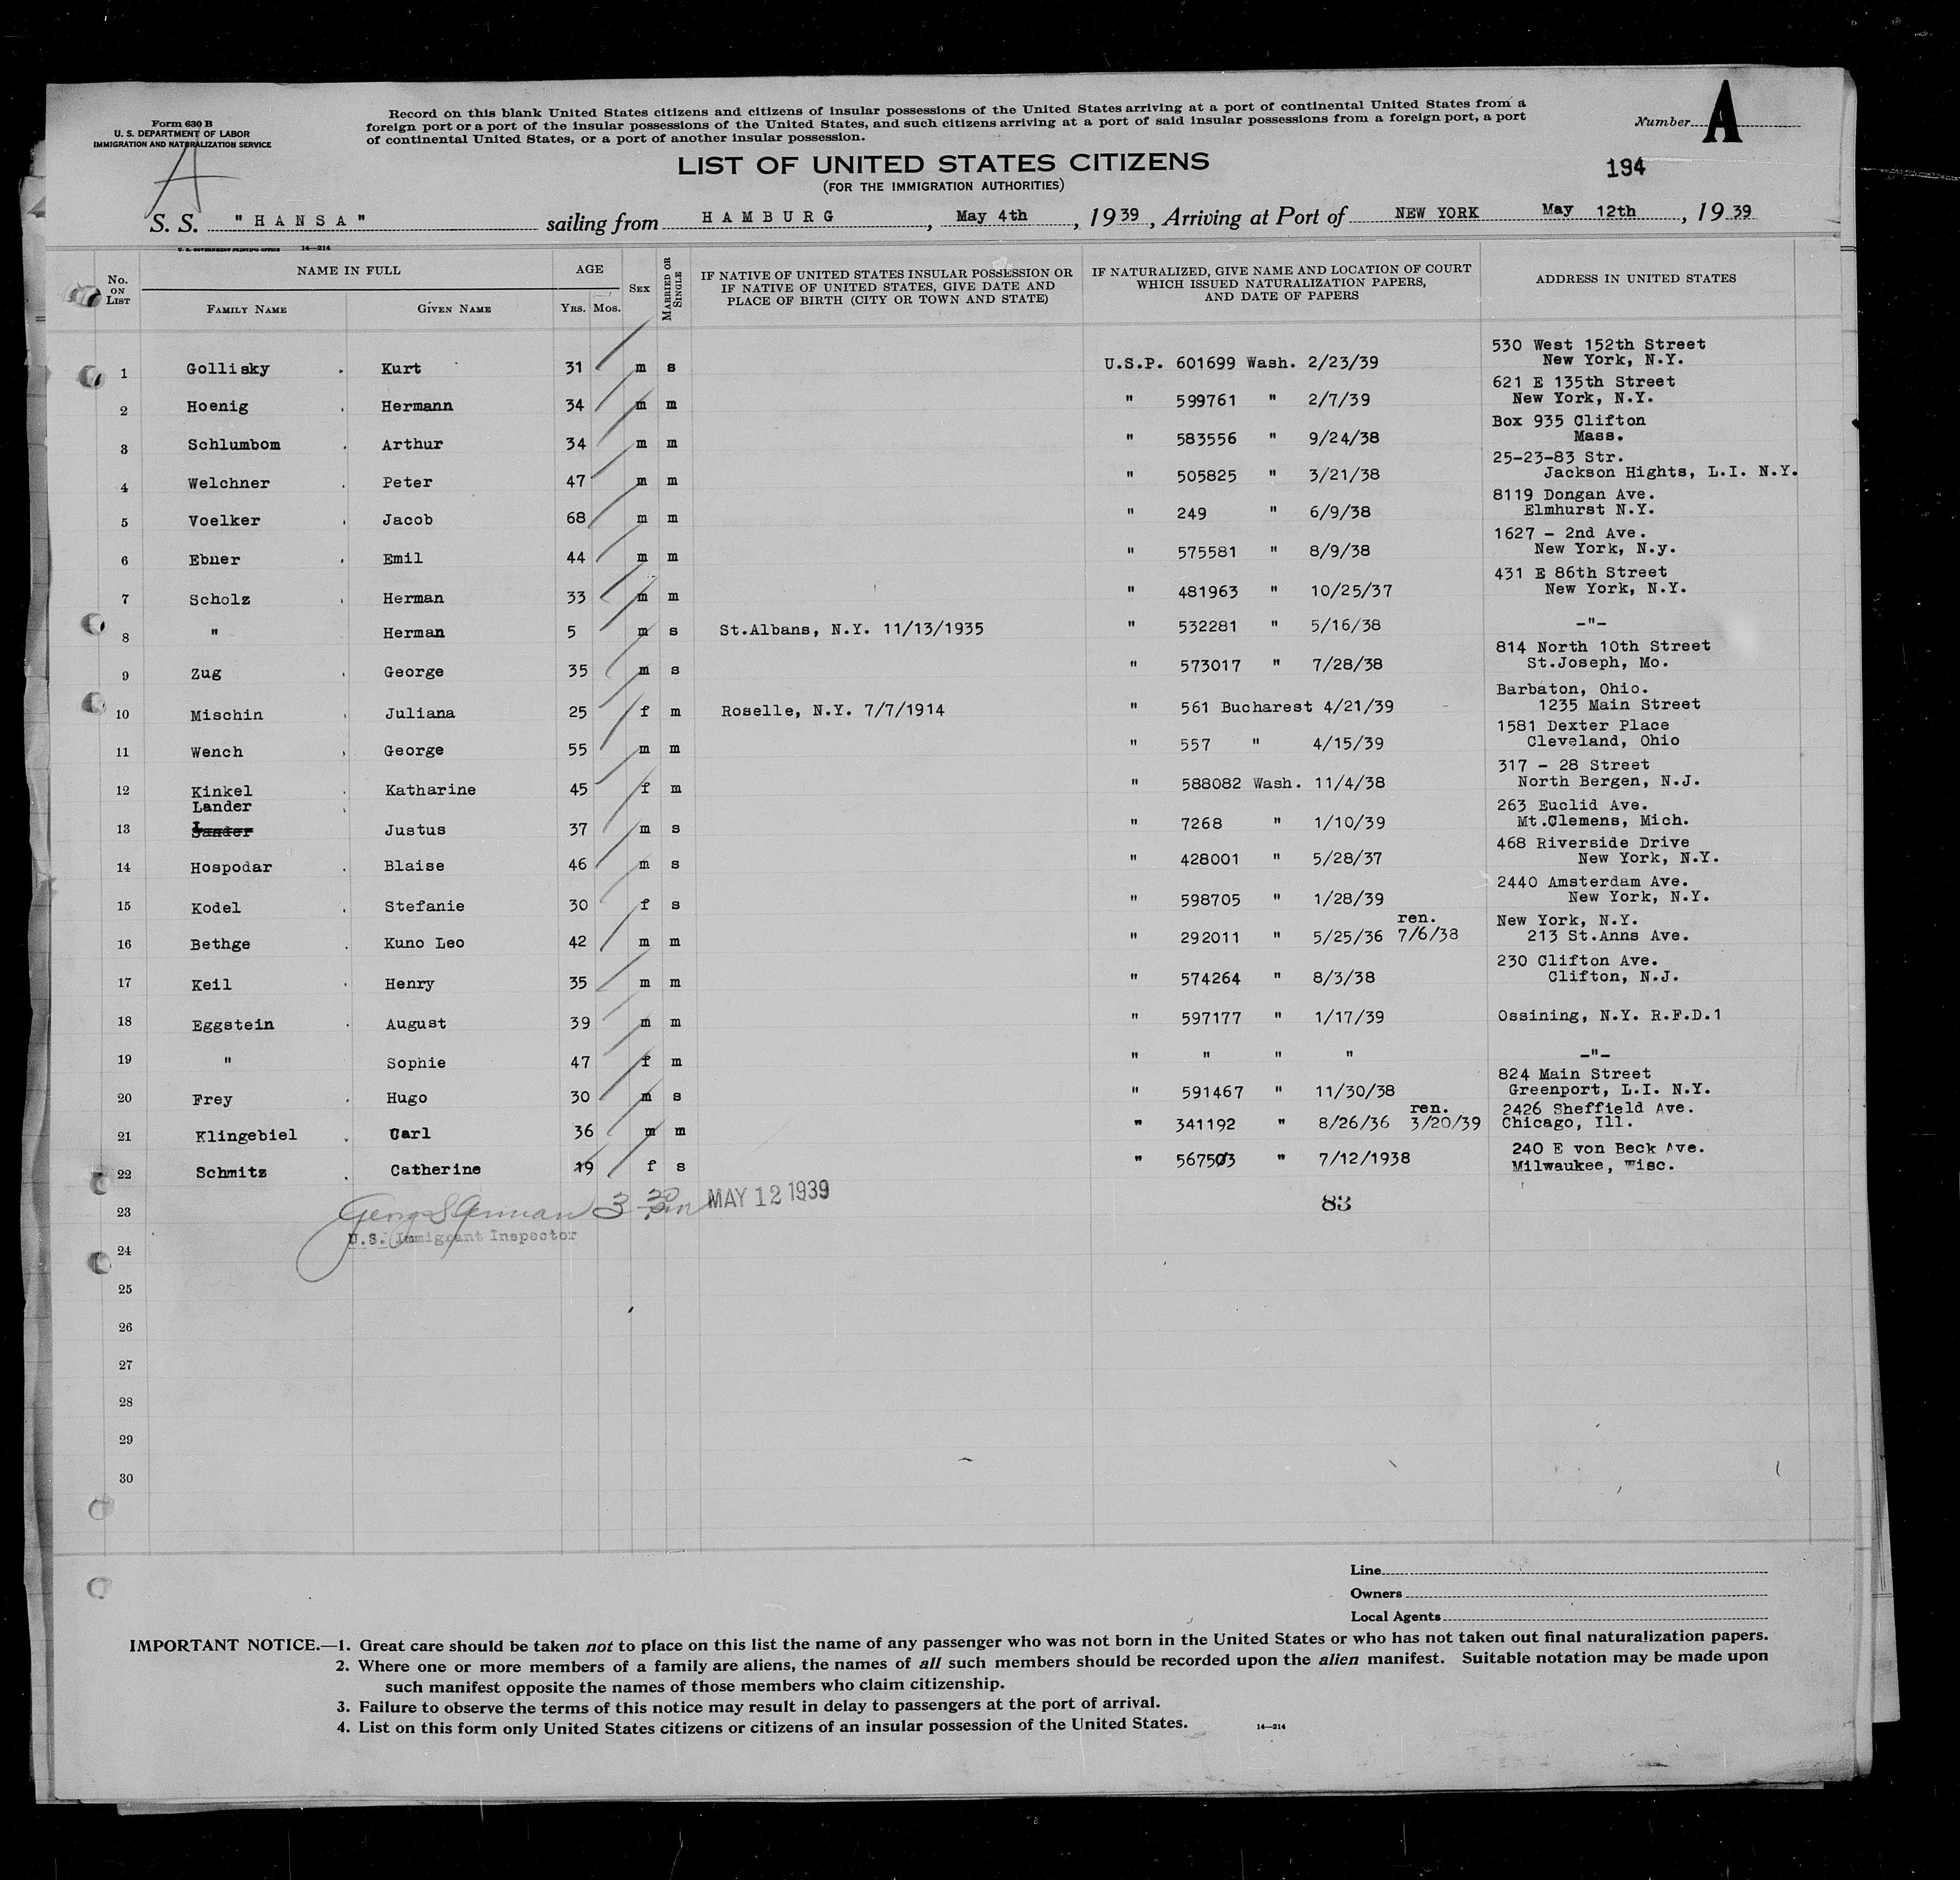 Form 630 B
U. S. DEPARTMENT OF LABOR
IMMIGRATION AND NATURALIZATION SERVICE
A
Record on this blank United States citizens and citizens of insular possessions of the United States arriving at a port of continental United States from a
foreign port or a port of the insular possessions of the United States, and such citizens arriving at a port of said insular possessions from a foreign port, a port
of continental United States, or a port of another insular possession.
Number A
LIST OF UNITED STATES CITIZENS
(FOR THE IMMIGRATION AUTHORITIES)
194
S. S. "HANSA" sailing from HAMBURG, May 4th, 1939, Arriving at Port of NEW YORK May 12th, 1939
U. S. GOVERNMENT PRINTING OFFICE 14—214
No. ON LIST NAME IN FULL FAMILY NAME GIVEN NAME AGE YRS. MOS. SEX MARRIED OR SINGLE IF NATIVE OF UNITED STATES INSULAR POSSESSION OR IF NATIVE OF UNITED STATES, GIVE DATE AND PLACE OF BIRTH (CITY OR TOWN AND STATE) IF NATURALIZED, GIVE NAME AND LOCATION OF COURT WHICH ISSUED NATURALIZATION PAPERS, AND DATE OF PAPERS ADDRESS IN UNITED STATES
1 Gollisky . Kurt 31 m s U.S.P. 601699 Wash. 2/23/39 530 West 152th Street New York, N.Y.
2 Hoenig . Hermann 34 m m " 599761 " 2/7/39 621 E 135th Street New York, N.Y.
3 Schlumbom . Arthur 34 m m " 583556 " 9/24/38 Box 935 Clifton Mass.
4 Welchner . Peter 47 m m " 505825 " 3/21/38 25-23-83 Str. Jackson Hights, L.I. N.Y.
5 Voelker . Jacob 68 m m " 249 " 6/9/38 8119 Dongan Ave. Elmhurst N.Y.
6 Ebner . Emil 44 m m " 575581 " 8/9/38 1627 - 2nd Ave. New York, N.y.
7 Scholz . Herman 33 m m " 481963 " 10/25/37 431 E 86th Street New York, N.Y.
8 " Herman 5 m s St.Albans, N.Y. 11/13/1935 " 532281 " 5/16/38 -"-
9 Zug . George 35 m s " 573017 " 7/28/38 814 North 10th Street St.Joseph, Mo.
10 Mischin . Juliana 25 f m Roselle, N.Y. 7/7/1914 " 561 Bucharest 4/21/39 Barbaton, Ohio. 1235 Main Street
11 Wench . George 55 m m " 557 " 4/15/39 1581 Dexter Place Cleveland, Ohio
12 Kinkel . Katharine 45 f m " 588082 Wash. 11/4/38 317 - 28 Street North Bergen, N.J.
13 Lander Sander Justus 37 m s " 7268 " 1/10/39 263 Euclid Ave. Mt.Clemens, Mich.
14 Hospodar . Blaise 46 m s " 428001 " 5/28/37 468 Riverside Drive New York, N.Y.
15 Kodel . Stefanie 30 f s " 598705 " 1/28/39 2440 Amsterdam Ave. New York, N.Y.
16 Bethge . Kuno Leo 42 m m " 292011 " 5/25/36 ren. 7/6/38 New York, N.Y. 213 St.Anns Ave.
17 Keil . Henry 35 m m " 574264 " 8/3/38 230 Clifton Ave. Clifton, N.J.
18 Eggstein . August 39 m m " 597177 " 1/17/39 Ossining, N.Y. R.F.D.1
19 " Sophie 47 f m " " " " -"-
20 Frey . Hugo 30 m s " 591467 " 11/30/38 824 Main Street Greenport, L.I. N.Y.
21 Klingebiel . Carl 36 m m " 341192 " 8/26/36 ren. 3/20/39 2426 Sheffield Ave. Chicago, Ill.
22 Schmitz . Catherine 19 f s " 567503 " 7/12/1938 240 E von Beck Ave. Milwaukee, Wisc.
23 MAY 12 1939 83
U.S. Immigrant Inspector
24
25
26
27
28
29
30
Line
Owners
Local Agents
IMPORTANT NOTICE.—1. Great care should be taken not to place on this list the name of any passenger who was not born in the United States or who has not taken out final naturalization papers.
2. Where one or more members of a family are aliens, the names of all such members should be recorded upon the alien manifest. Suitable notation may be made upon
such manifest opposite the names of those members who claim citizenship.
3. Failure to observe the terms of this notice may result in delay to passengers at the port of arrival.
4. List on this form only United States citizens or citizens of an insular possession of the United States. 14—214